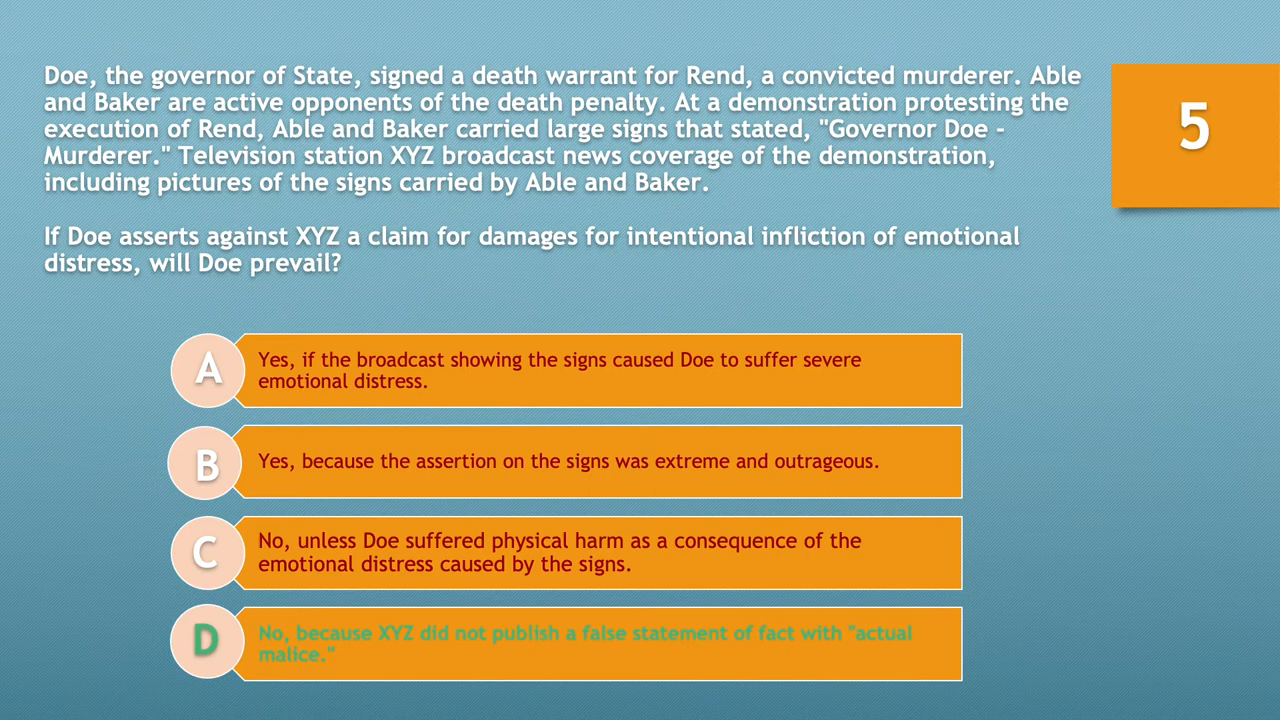 Doe, the governor of State, signed a death warrant for Rend, a convicted murderer. Able
and Baker are active opponents of the death penalty. At a demonstration protesting the
execution of Rend, Able and Baker carried large signs that stated, "Governor Doe -
Murderer." Television station XYZ broadcast news coverage of the demonstration,
including pictures of the signs carried by Able and Baker.
If Doe asserts against XYZ a claim for damages for intentional infliction of emotional
distress, will Doe prevail?
5
A
Yes, if the broadcast showing the signs caused Doe to suffer severe
emotional distress.
B
Yes, because the assertion on the signs was extreme and outrageous.
C
No, unless Doe suffered physical harm as a consequence of the
emotional distress caused by the signs.
D
No, because XYZ did not publish a false statement of fact with "actual
malice."